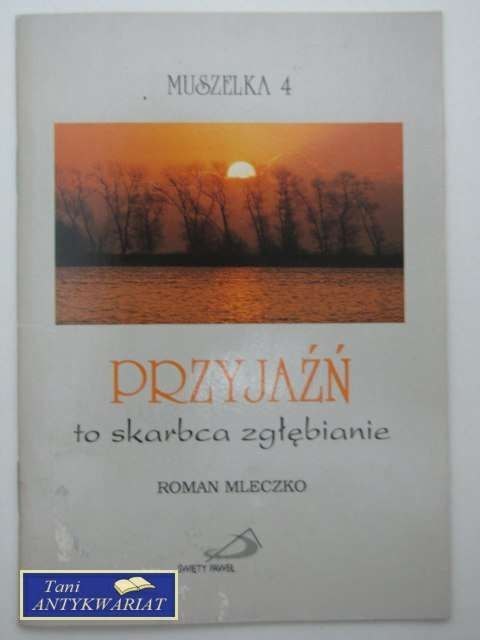 MUSZELKA 4
PRZYJAŹŃ
to skarbca zgłębianie
ROMAN MLECZKO
ŚWIĘTY PAWEŁ
Tani
ANTYKWARIAT